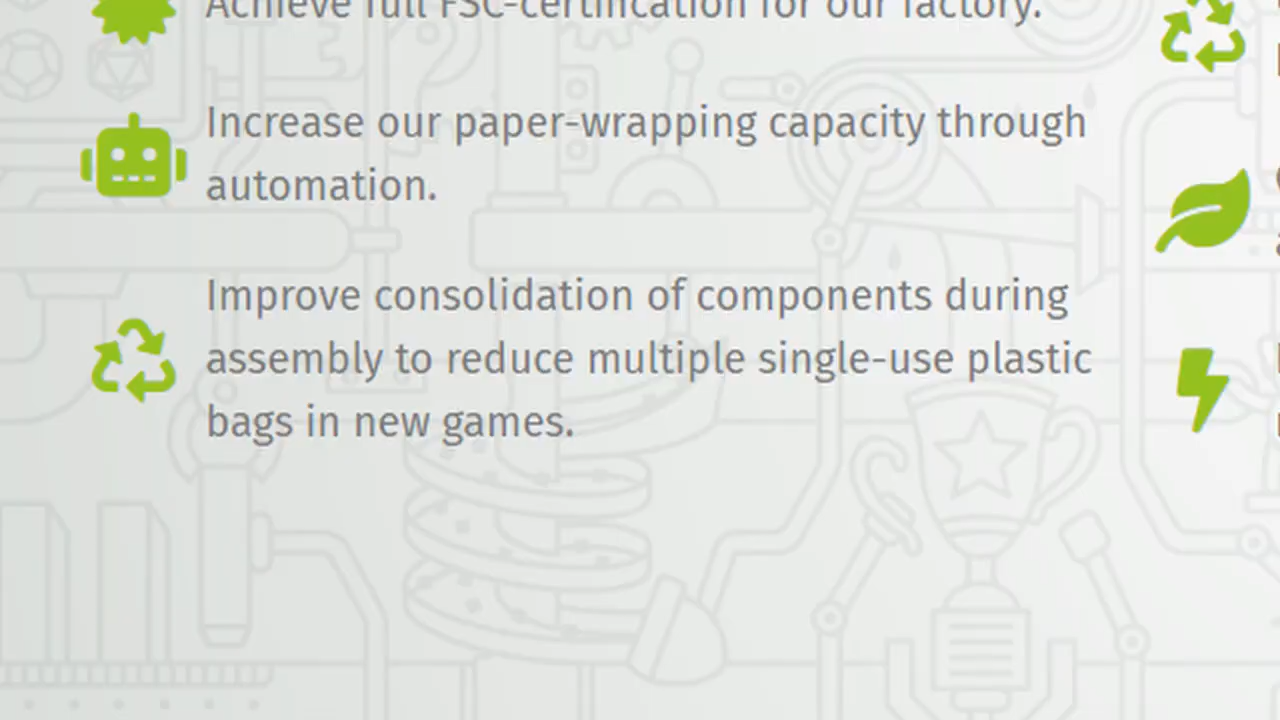 Achieve full FSC-certification for our factory.
Increase our paper-wrapping capacity through
automation.
Improve consolidation of components during
assembly to reduce multiple single-use plastic
bags in new games.